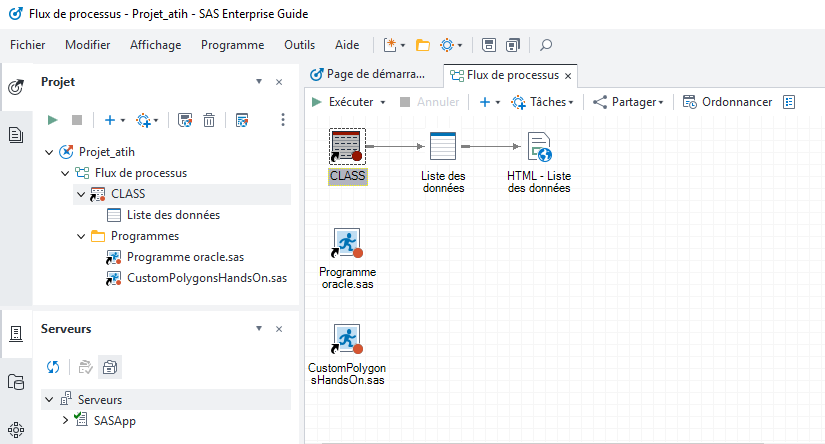 Flux de processus - Projet_atih - SAS Enterprise Guide
Fichier Modifier Affichage Programme Outils Aide
Projet
Projet_atih
Flux de processus
CLASS
Liste des données
Programmes
Programme oracle.sas
CustomPolygonsHandsOn.sas
Serveurs
Serveurs
SASApp
Page de démarra...
Flux de processus
Exécuter Annuler Tâches Partager Ordonnancer
CLASS
Liste des
données
HTML - Liste
des données
Programme
oracle.sas
CustomPolygon
sHandsOn.sas